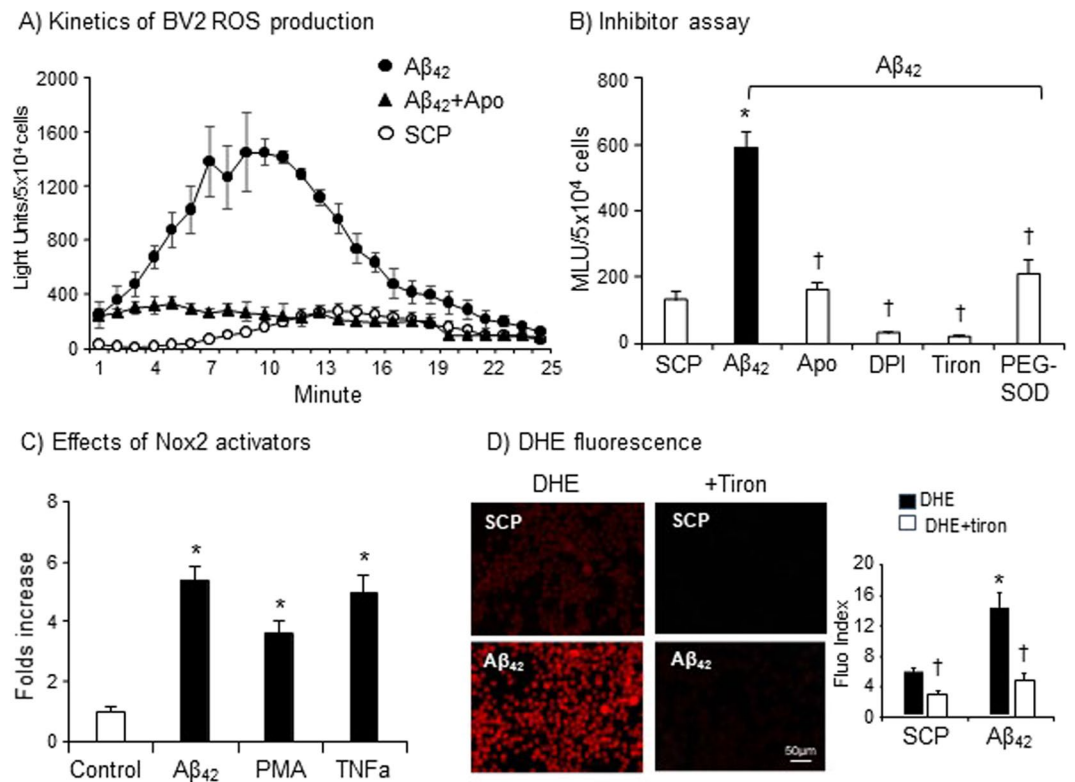 A) Kinetics of BV2 ROS production
Aβ₄₂
Aβ₄₂+Apo
SCP
Light Units/5x10⁴ cells
2000
1600
1200
800
400
0
1 4 7 10 13 16 19 22 25
Minute
B) Inhibitor assay
Aβ₄₂
MLU/5x10⁴ cells
800
600
400
200
0
*
†
†
†
†
SCP Aβ₄₂ Apo DPI Tiron PEG-
SOD
C) Effects of Nox2 activators
Folds increase
8
6
4
2
0
*
*
*
Control Aβ₄₂ PMA TNFa
D) DHE fluorescence
DHE +Tiron
SCP SCP
Aβ₄₂ Aβ₄₂
50µm
DHE
DHE+tiron
Fluo Index
20
16
12
8
4
0
†
*
†
SCP Aβ₄₂